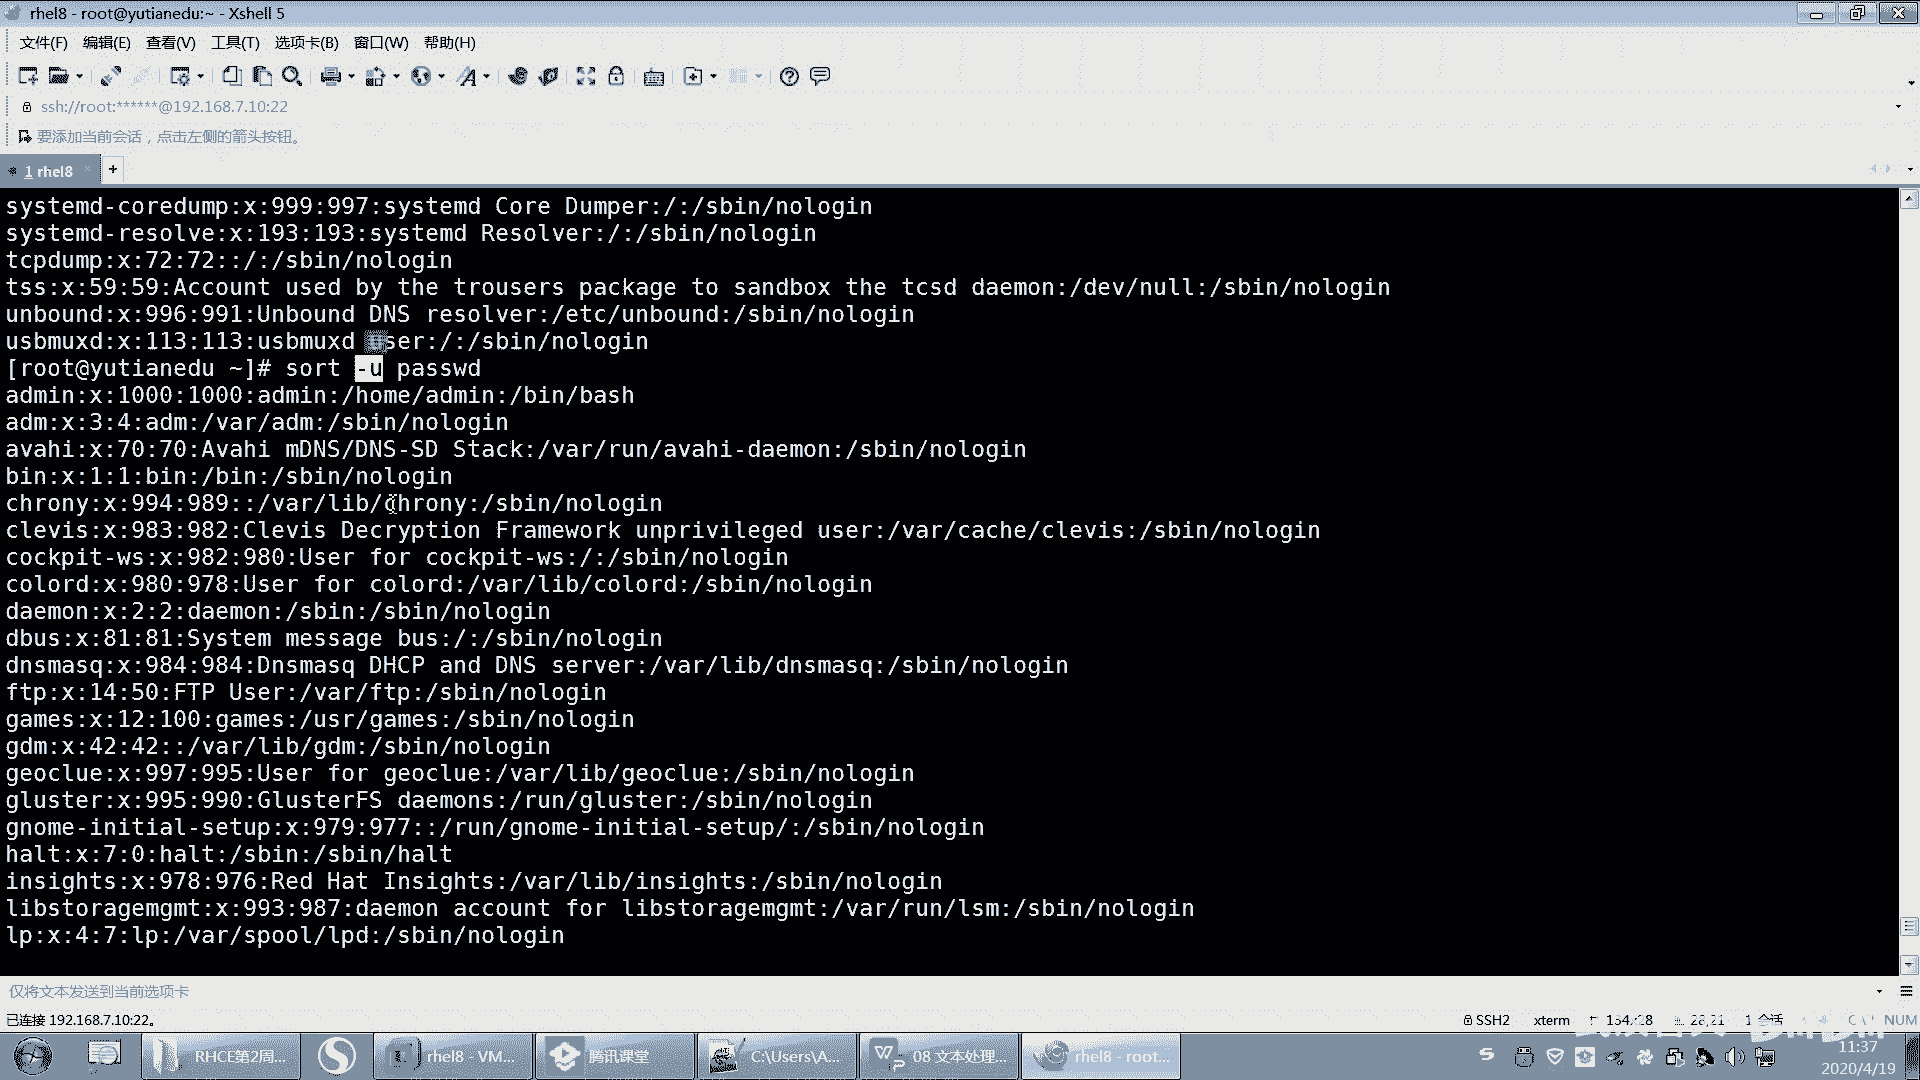 rhel8 - root@yutianedu:~ - Xshell 5
文件(F) 编辑(E) 查看(V) 工具(T) 选项卡(B) 窗口(W) 帮助(H)
ssh://root:******@192.168.7.10:22
要添加当前会话，点击左侧的箭头按钮。
1 rhel8
systemd-coredump:x:999:997:systemd Core Dumper:/:/sbin/nologin
systemd-resolve:x:193:193:systemd Resolver:/:/sbin/nologin
tcpdump:x:72:72::/:/sbin/nologin
tss:x:59:59:Account used by the trousers package to sandbox the tcsd daemon:/dev/null:/sbin/nologin
unbound:x:996:991:Unbound DNS resolver:/etc/unbound:/sbin/nologin
usbmuxd:x:113:113:usbmuxd user:/:/sbin/nologin
[root@yutianedu ~]# sort -u passwd
admin:x:1000:1000:admin:/home/admin:/bin/bash
adm:x:3:4:adm:/var/adm:/sbin/nologin
avahi:x:70:70:Avahi mDNS/DNS-SD Stack:/var/run/avahi-daemon:/sbin/nologin
bin:x:1:1:bin:/bin:/sbin/nologin
chrony:x:994:989::/var/lib/chrony:/sbin/nologin
clevis:x:983:982:Clevis Decryption Framework unprivileged user:/var/cache/clevis:/sbin/nologin
cockpit-ws:x:982:980:User for cockpit-ws:/:/sbin/nologin
colord:x:980:978:User for colord:/var/lib/colord:/sbin/nologin
daemon:x:2:2:daemon:/sbin:/sbin/nologin
dbus:x:81:81:System message bus:/:/sbin/nologin
dnsmasq:x:984:984:Dnsmasq DHCP and DNS server:/var/lib/dnsmasq:/sbin/nologin
ftp:x:14:50:FTP User:/var/ftp:/sbin/nologin
games:x:12:100:games:/usr/games:/sbin/nologin
gdm:x:42:42::/var/lib/gdm:/sbin/nologin
geoclue:x:997:995:User for geoclue:/var/lib/geoclue:/sbin/nologin
gluster:x:995:990:GlusterFS daemons:/run/gluster:/sbin/nologin
gnome-initial-setup:x:979:977::/run/gnome-initial-setup/:/sbin/nologin
halt:x:7:0:halt:/sbin:/sbin/halt
insights:x:978:976:Red Hat Insights:/var/lib/insights:/sbin/nologin
libstoragemgmt:x:993:987:daemon account for libstoragemgmt:/var/run/lsm:/sbin/nologin
lp:x:4:7:lp:/var/spool/lpd:/sbin/nologin
仅将文本发送到当前选项卡
已连接 192.168.7.10:22。 SSH2 xterm 154x28 28,21 1 会话 NUM
RHCE第2周... rhel8 - VM... 腾讯课堂 C:\Users\A... 08 文本处理... rhel8 - root...
11:37
2020/4/19